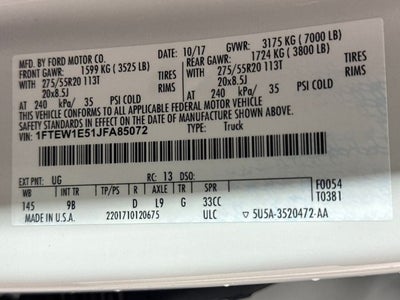 MFD. BY FORD MOTOR CO. 10/17 GVWR: 3175 KG ( 7000 LB)
FRONT GAWR: 1599 KG ( 3525 LB) REAR GAWR: 1724 KG ( 3800 LB)
WITH 275/55R20 113T TIRES WITH 275/55R20 113T TIRES
20x8.5J RIMS 20x8.5J RIMS
AT 240 kPa/ 35 PSI COLD AT 240 kPa/ 35 PSI COLD
THIS VEHICLE CONFORMS TO ALL APPLICABLE FEDERAL MOTOR VEHICLE
SAFETY STANDARDS IN EFFECT ON THE DATE OF MANUFACTURE SHOWN ABOVE.
VIN: 1FTEW1E51JFA85072 TYPE: Truck
EXT PNT: UG RC: 13 DSO: F0054
WB INT TR TP/PS R AXLE TR SPR T0381
145 9B D L9 G 33CC
MADE IN U.S.A. 2201710120675 ULC ▽ 5U5A-3520472-AA